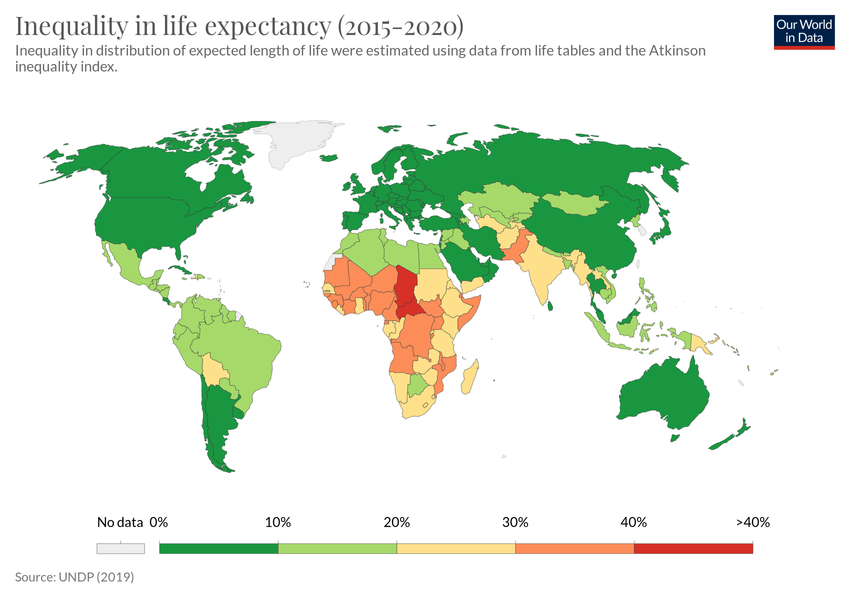 Inequality in life expectancy (2015-2020)
Our World
in Data
Inequality in distribution of expected length of life were estimated using data from life tables and the Atkinson
inequality index.
No data 0% 10% 20% 30% 40% >40%
Source: UNDP (2019)